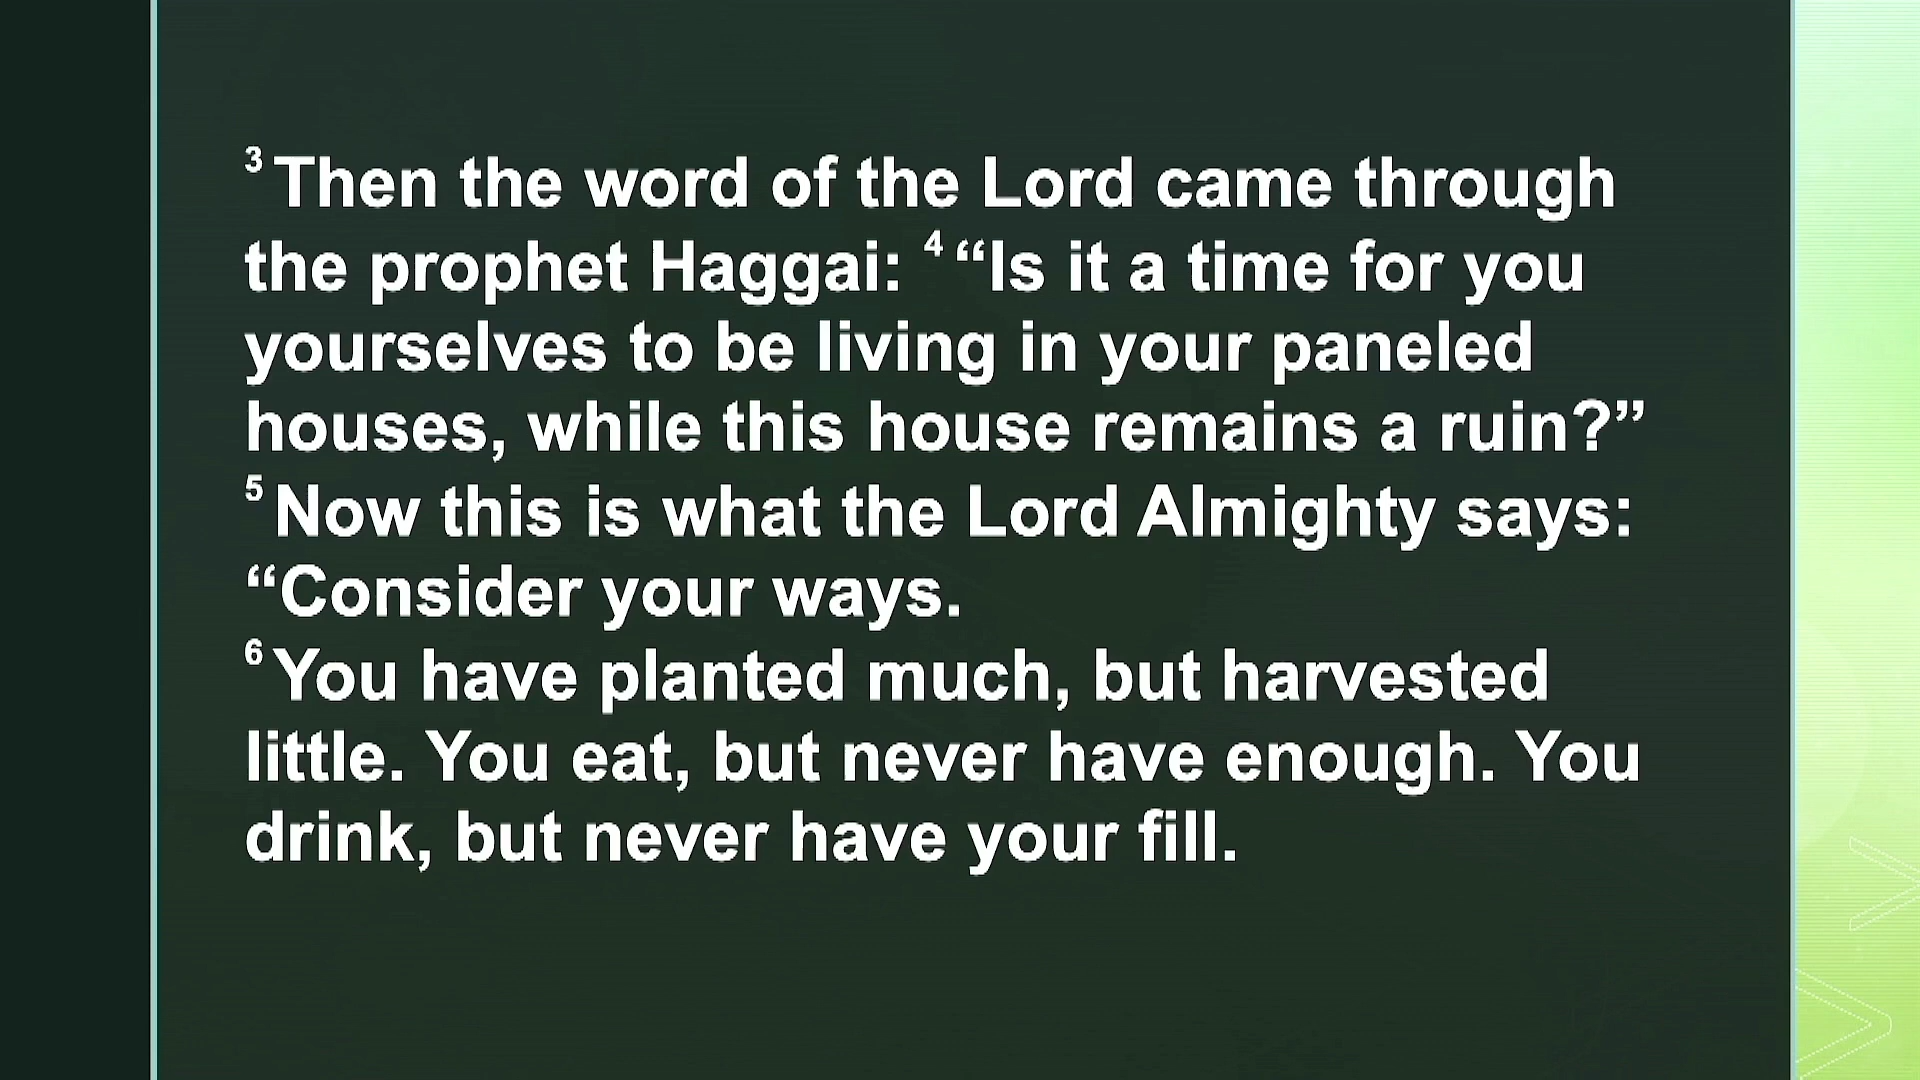 ³ Then the word of the Lord came through
the prophet Haggai: ⁴ “Is it a time for you
yourselves to be living in your paneled
houses, while this house remains a ruin?”
⁵ Now this is what the Lord Almighty says:
“Consider your ways.
⁶ You have planted much, but harvested
little. You eat, but never have enough. You
drink, but never have your fill.